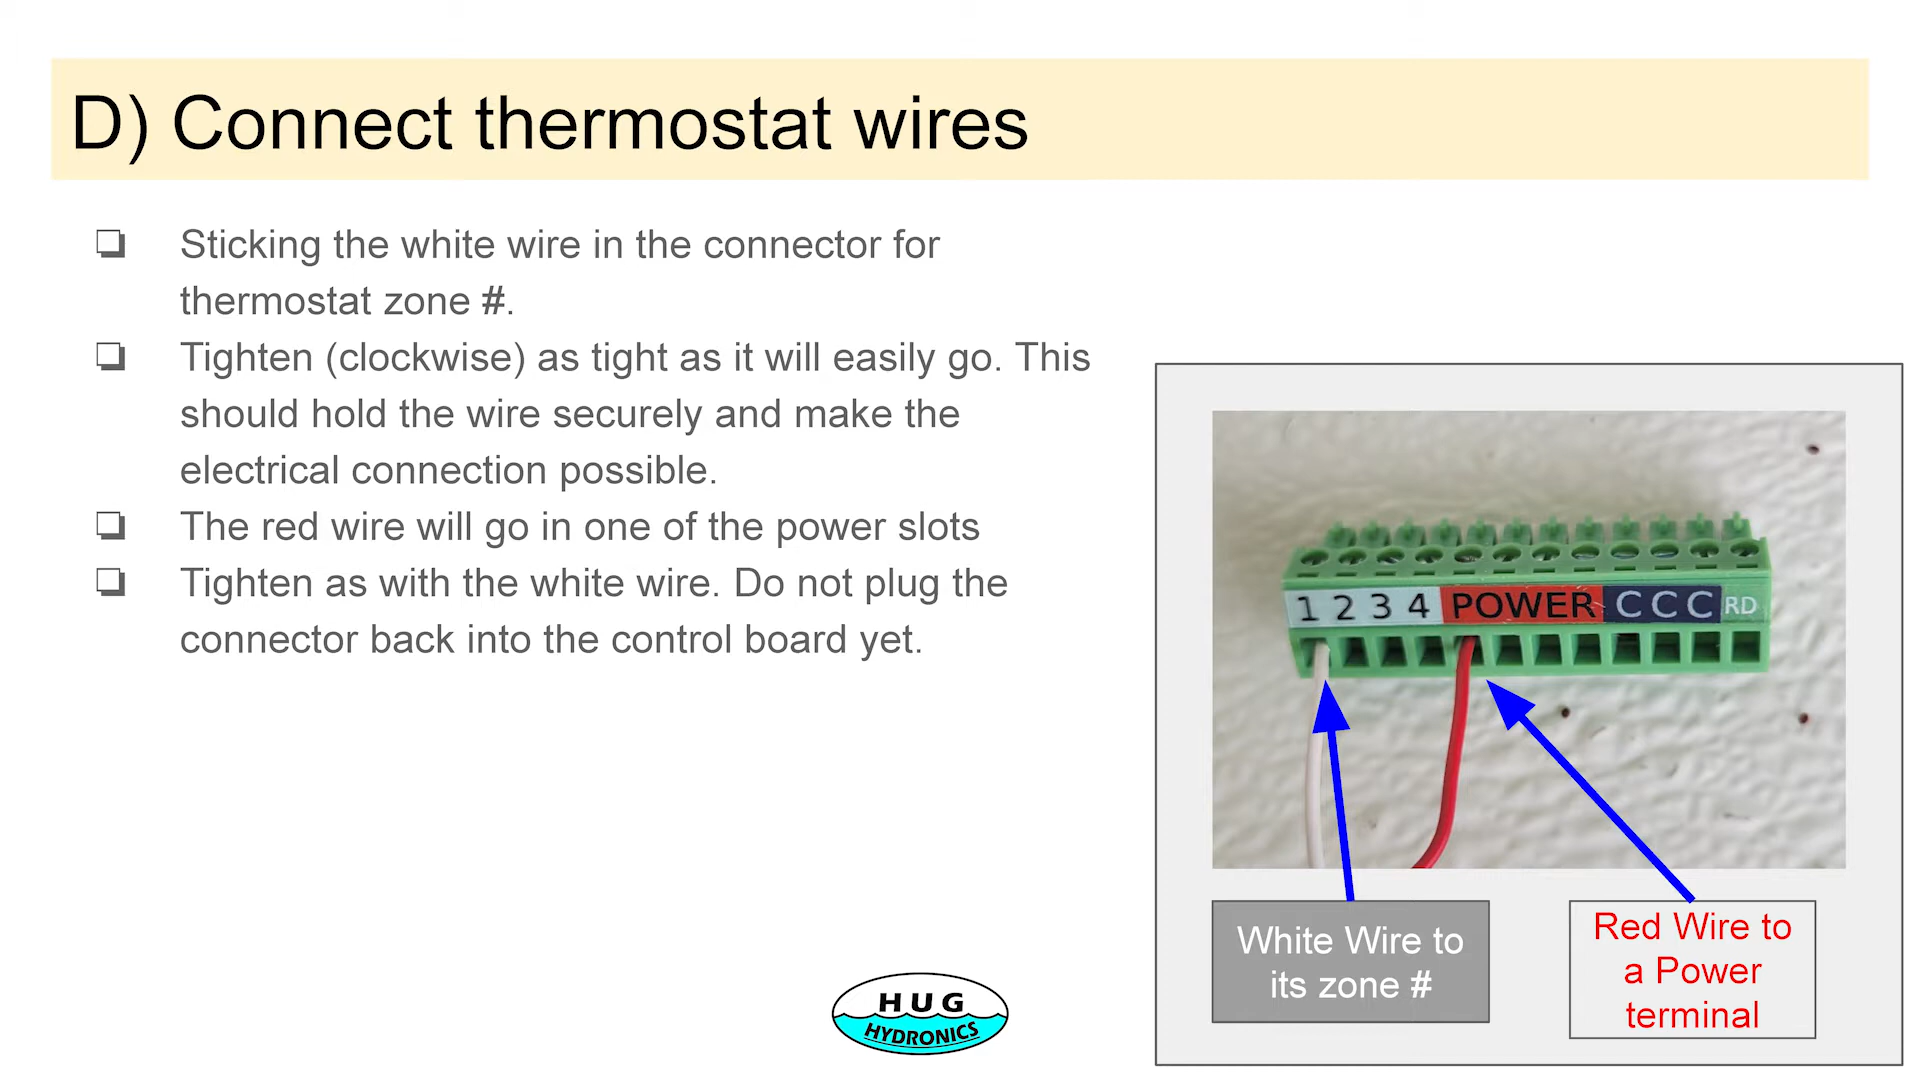 D) Connect thermostat wires
❏ Sticking the white wire in the connector for
thermostat zone #.
❏ Tighten (clockwise) as tight as it will easily go. This
should hold the wire securely and make the
electrical connection possible.
❏ The red wire will go in one of the power slots
❏ Tighten as with the white wire. Do not plug the
connector back into the control board yet.
1 2 3 4 POWER C C C RD
White Wire to
its zone #
Red Wire to
a Power
terminal
HUG
HYDRONICS